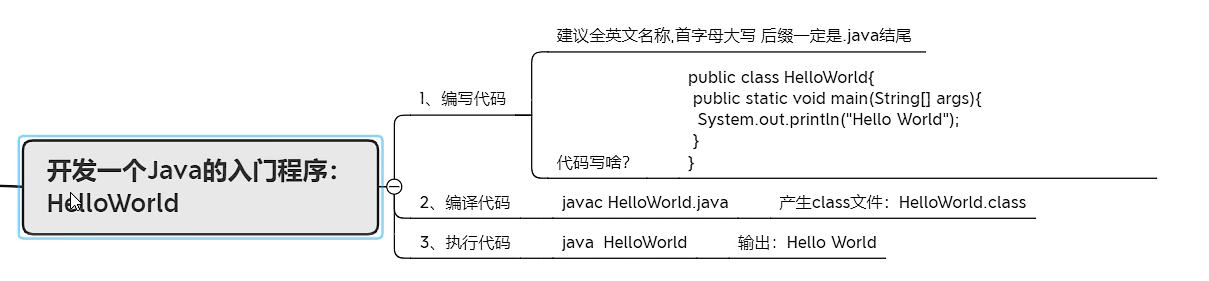 建议全英文名称,首字母大写 后缀一定是.java结尾
1、编写代码
public class HelloWorld{
public static void main(String[] args){
System.out.println("Hello World");
}
代码写啥?
}
开发一个Java的入门程序：
HelloWorld
2、编译代码
javac HelloWorld.java
产生class文件：HelloWorld.class
3、执行代码
java  HelloWorld
输出：Hello World